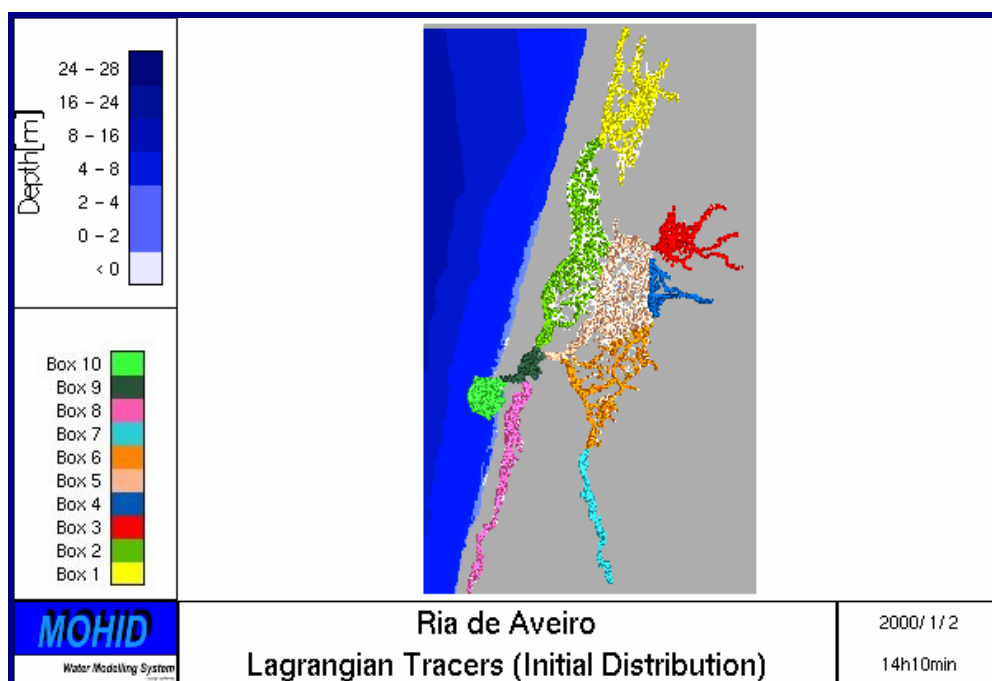 Depth[m]
24 – 28
16 – 24
8 – 16
4 – 8
2 – 4
0 – 2
< 0
Box 10
Box 9
Box 8
Box 7
Box 6
Box 5
Box 4
Box 3
Box 2
Box 1
MOHID
Water Modelling System
Ria de Aveiro
Lagrangian Tracers (Initial Distribution)
2000/ 1/ 2
14h10min